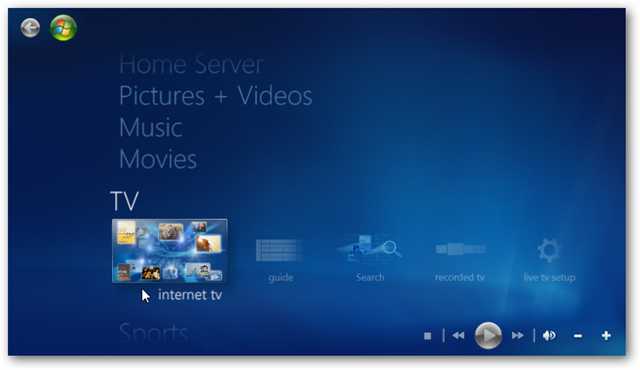 Home Server
Pictures + Videos
Music
Movies
TV
internet tv
guide
Search
recorded tv
live tv setup
Sports